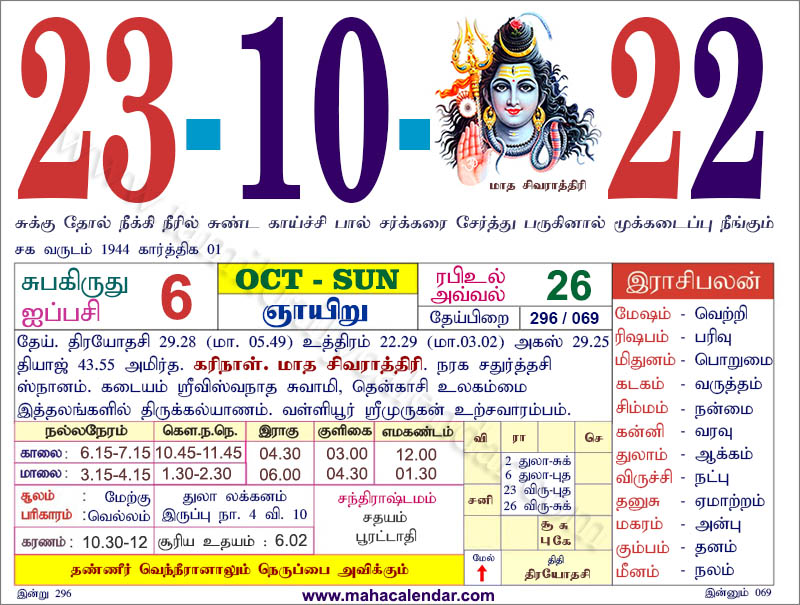 23-10-22
மாத சிவராத்திரி
சுக்கு தோல் நீக்கி நீரில் சுண்ட காய்ச்சி பால் சர்க்கரை சேர்த்து பருகினால் மூக்கடைப்பு நீங்கும்
சக வருடம் 1944 கார்த்திக 01
சுபகிருது
ஐப்பசி 6
OCT - SUN
ஞாயிறு
ரபிஉல்
அவ்வல் 26
தேய்பிறை 296 / 069
தேய். திரயோதசி 29.28 (மா. 05.49) உத்திரம் 22.29 (மா.03.02) அகஸ் 29.25
தியாஜ் 43.55 அமிர்த. கரிநாள். மாத சிவராத்திரி. நரக சதுர்த்தசி
ஸ்நானம். கடையம் ஸ்ரீவிஸ்வநாத சுவாமி, தென்காசி உலகம்மை
இத்தலங்களில் திருக்கல்யாணம். வள்ளியூர் ஸ்ரீமுருகன் உற்சவாரம்பம்.
நல்லநேரம் கௌ.ந.நெ. இராகு குளிகை எமகண்டம்
காலை: 6.15-7.15 10.45-11.45 04.30 03.00 12.00
மாலை: 3.15-4.15 1.30-2.30 06.00 04.30 01.30
சூலம் : மேற்கு
பரிகாரம் :வெல்லம்
துலா லக்கனம்
இருப்பு நா. 4 வி. 10
சந்திராஷ்டமம்
சதயம்
பூரட்டாதி
கரணம் : 10.30-12 சூரிய உதயம் : 6.02
தண்ணீர் வெந்நீரானாலும் நெருப்பை அவிக்கும்
வி ரா செ
2 துலா-சுக்
6 துலா-புத
சனி 23 விரு-புத
26 விரு-சுக்
சூ சு
பு கே
மேல்
திதி
திரயோதசி
இராசிபலன்
மேஷம் - வெற்றி
ரிஷபம் - பரிவு
மிதுனம் - பொறுமை
கடகம் - வருத்தம்
சிம்மம் - நன்மை
கன்னி - வரவு
துலாம் - ஆக்கம்
விருச்சி - நட்பு
தனுசு - ஏமாற்றம்
மகரம் - அன்பு
கும்பம் - தனம்
மீனம் - நலம்
இன்று 296
www.mahacalendar.com
இன்னும் 069